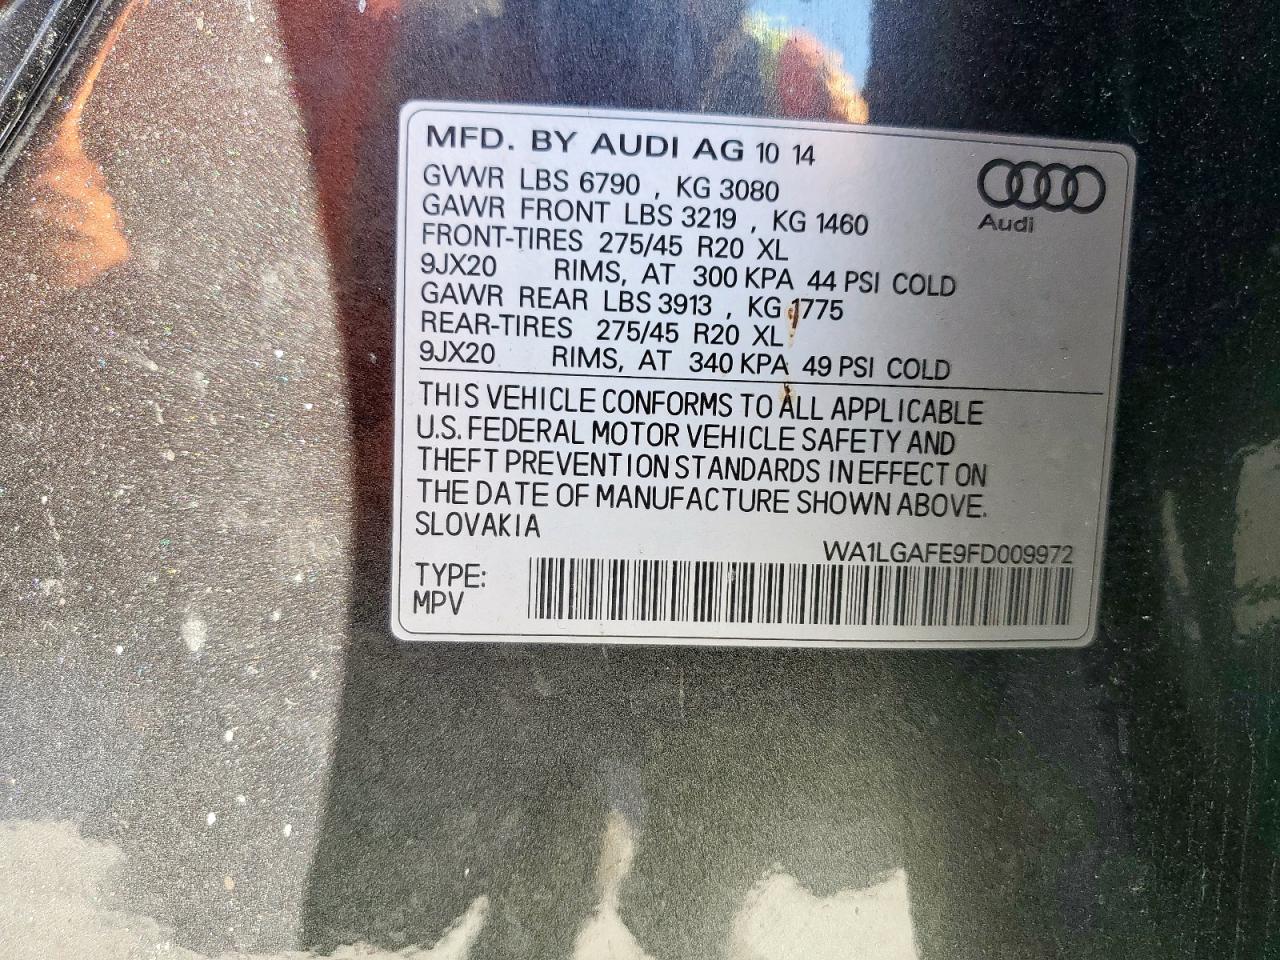 MFD. BY AUDI AG 10 14
GVWR LBS 6790 , KG 3080
GAWR FRONT LBS 3219 , KG 1460
FRONT-TIRES 275/45 R20 XL
9JX20 RIMS, AT 300 KPA 44 PSI COLD
GAWR REAR LBS 3913 , KG 1775
REAR-TIRES 275/45 R20 XL
9JX20 RIMS, AT 340 KPA 49 PSI COLD
Audi
THIS VEHICLE CONFORMS TO ALL APPLICABLE
U.S. FEDERAL MOTOR VEHICLE SAFETY AND
THEFT PREVENTION STANDARDS IN EFFECT ON
THE DATE OF MANUFACTURE SHOWN ABOVE.
SLOVAKIA
WA1LGAFE9FD009972
TYPE:
MPV